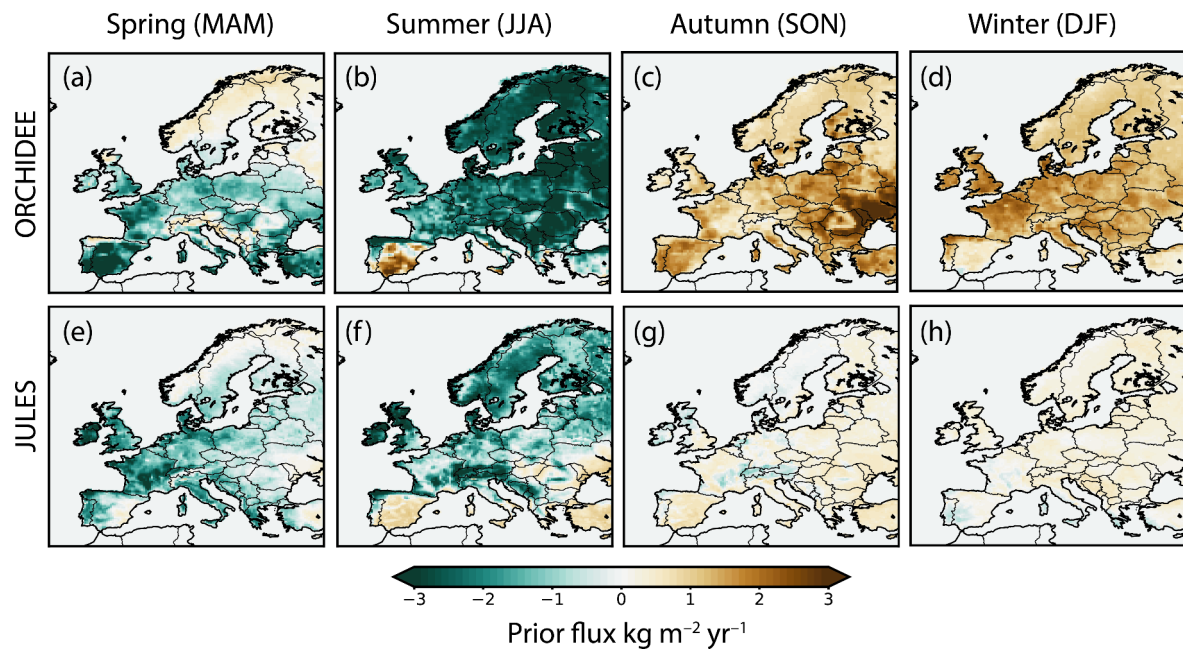 Spring (MAM) Summer (JJA) Autumn (SON) Winter (DJF)
ORCHIDEE
(a) (b) (c) (d)
JULES
(e) (f) (g) (h)
−3 −2 −1 0 1 2 3
Prior flux kg m⁻² yr⁻¹